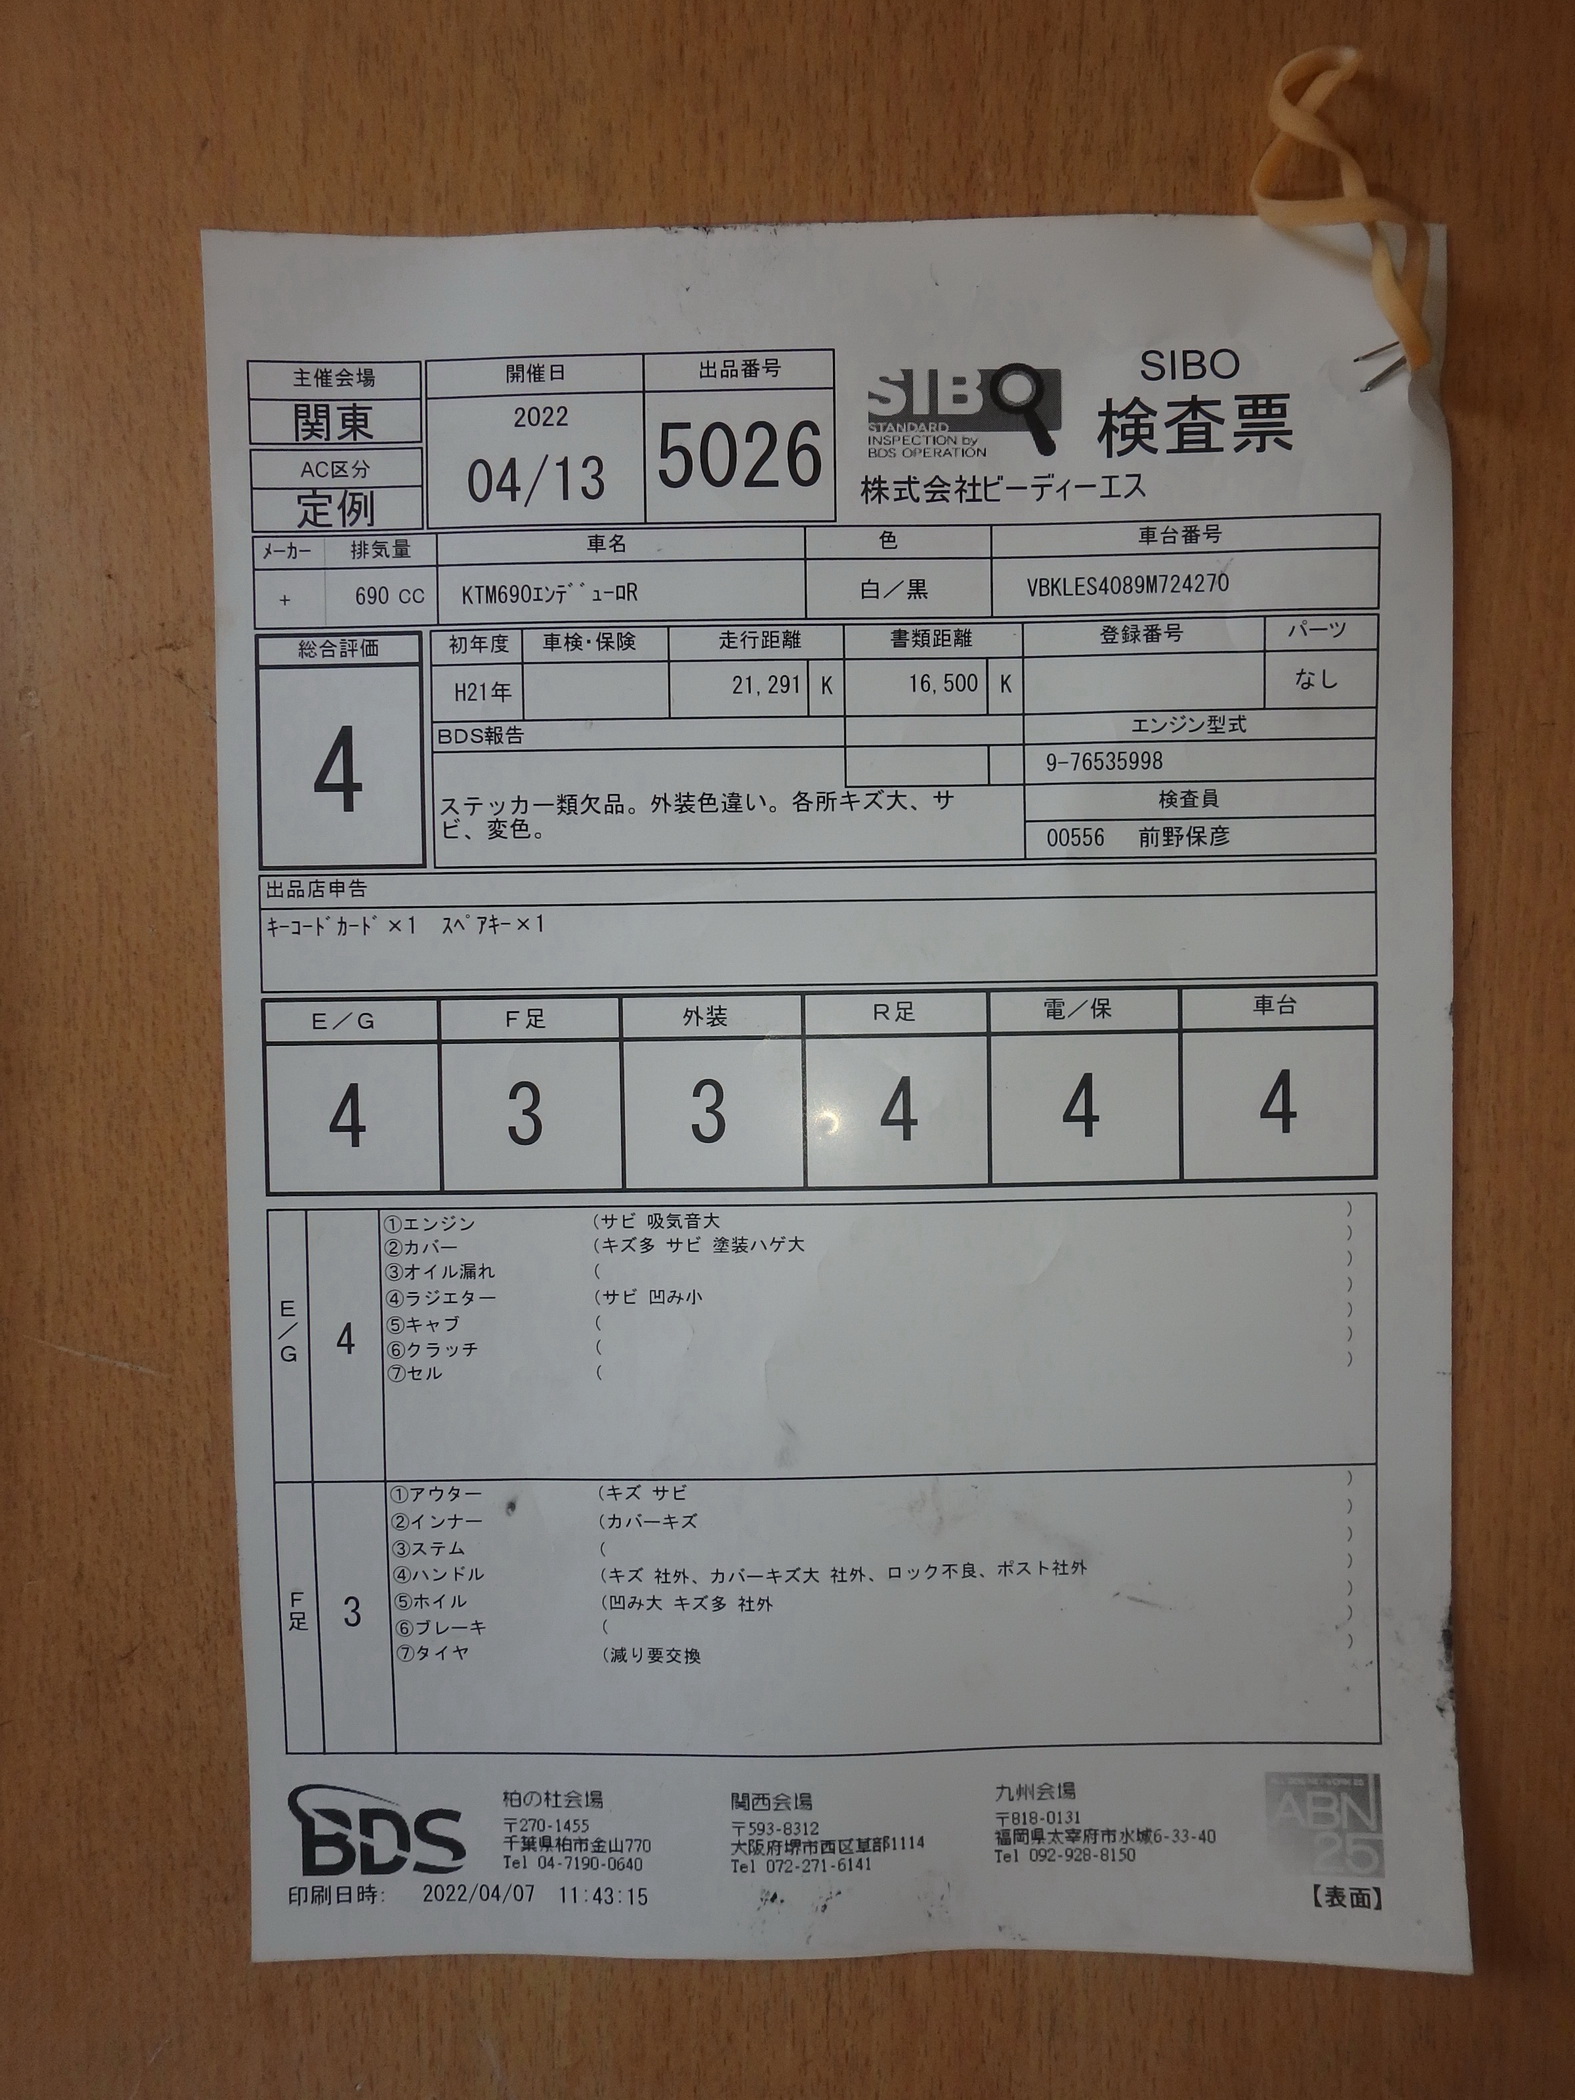 主催会場
関東
AC区分
定例
開催日
2022
04/13
出品番号
5026
SIBO
STANDARD
INSPECTION by
BDS OPERATION
SIBO
検査票
株式会社ビーディーエス
ﾒｰｶｰ 排気量 車名 色 車台番号
+ 690 CC KTM690ｴﾝﾃﾞﾞｭｰﾛR 白／黒 VBKLES4089M724270
総合評価
4
初年度 車検・保険 走行距離 書類距離 登録番号 パーツ
H21年 21,291 K 16,500 K なし
BDS報告
ステッカー類欠品。外装色違い。各所キズ大、サ
ビ、変色。
エンジン型式
9-76535998
検査員
00556 前野保彦
出品店申告
ｷｰｺｰﾄﾞｶｰﾄﾞ×1 ｽﾍﾟｱｷｰ×1
E／G F足 外装 R足 電／保 車台
4 3 3 4 4 4
E／G
4
①エンジン (サビ 吸気音大 )
②カバー (キズ多 サビ 塗装ハゲ大 )
③オイル漏れ ( )
④ラジエター (サビ 凹み小 )
⑤キャブ ( )
⑥クラッチ ( )
⑦セル ( )
F足
3
①アウター (キズ サビ )
②インナー (カバーキズ )
③ステム ( )
④ハンドル (キズ 社外、カバーキズ大 社外、ロック不良、ポスト社外 )
⑤ホイル (凹み大 キズ多 社外 )
⑥ブレーキ ( )
⑦タイヤ (減り要交換 )
BDS
柏の杜会場
〒270-1455
千葉県柏市金山770
Tel 04-7190-0640
関西会場
〒593-8312
大阪府堺市西区草部1114
Tel 072-271-6141
九州会場
〒818-0131
福岡県太宰府市水城6-33-40
Tel 092-928-8150
ABN
25
印刷日時: 2022/04/07 11:43:15
【表面】